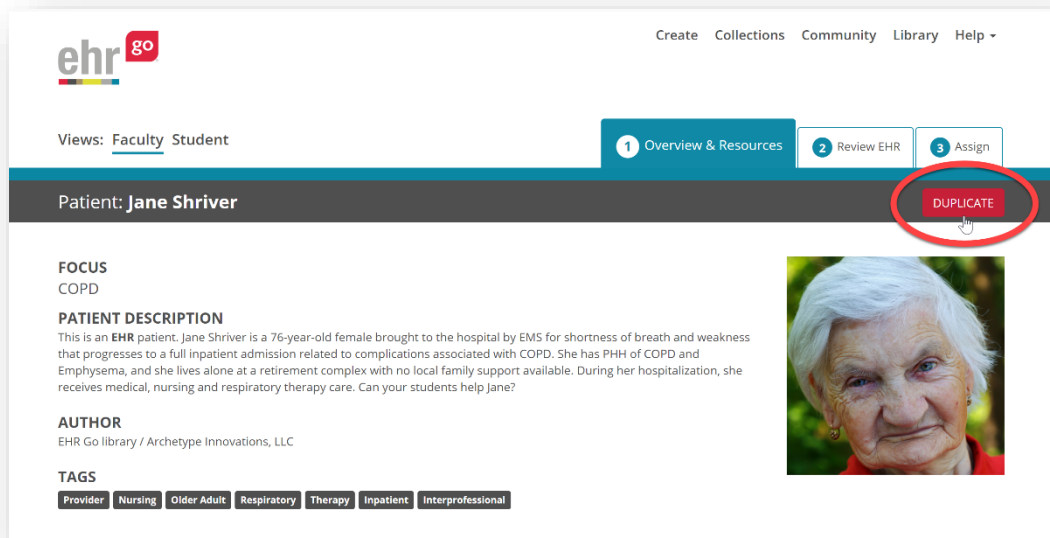 ehr go
Create Collections Community Library Help
Views: Faculty Student
1 Overview & Resources
2 Review EHR
3 Assign
Patient: Jane Shriver
DUPLICATE
FOCUS
COPD
PATIENT DESCRIPTION
This is an EHR patient. Jane Shriver is a 76-year-old female brought to the hospital by EMS for shortness of breath and weakness
that progresses to a full inpatient admission related to complications associated with COPD. She has PHH of COPD and
Emphysema, and she lives alone at a retirement complex with no local family support available. During her hospitalization, she
receives medical, nursing and respiratory therapy care. Can your students help Jane?
AUTHOR
EHR Go library / Archetype Innovations, LLC
TAGS
Provider Nursing Older Adult Respiratory Therapy Inpatient Interprofessional